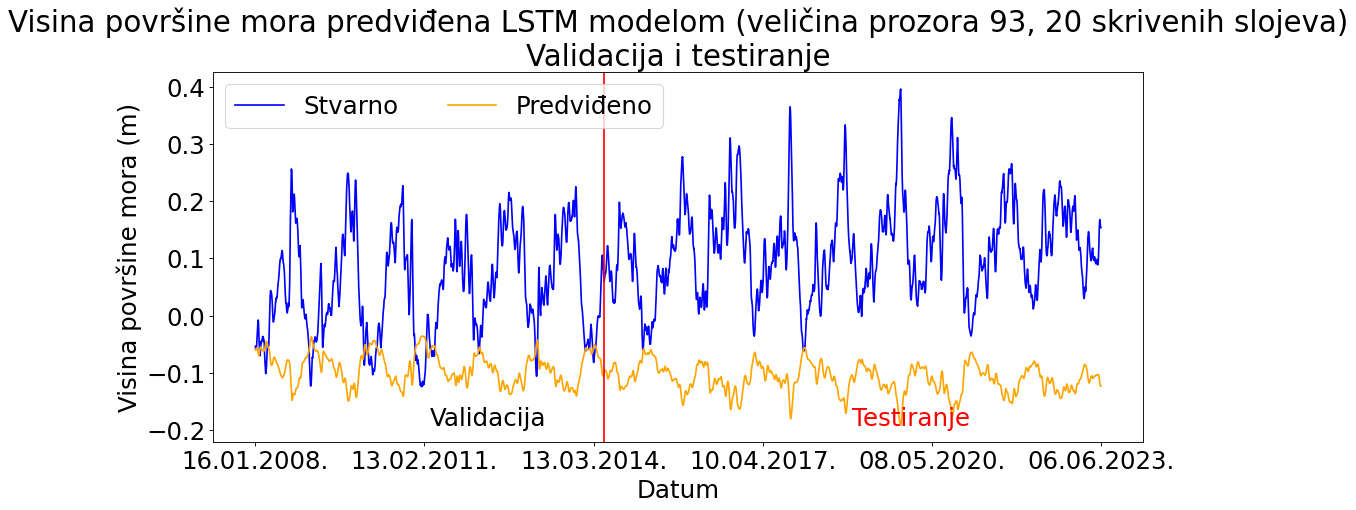 Visina površine mora predviđena LSTM modelom (veličina prozora 93, 20 skrivenih slojeva)
Validacija i testiranje
Stvarno
Predviđeno
Visina površine mora (m)
0.4
0.3
0.2
0.1
0.0
−0.1
−0.2
Validacija
Testiranje
16.01.2008.
13.02.2011.
13.03.2014.
10.04.2017.
08.05.2020.
06.06.2023.
Datum